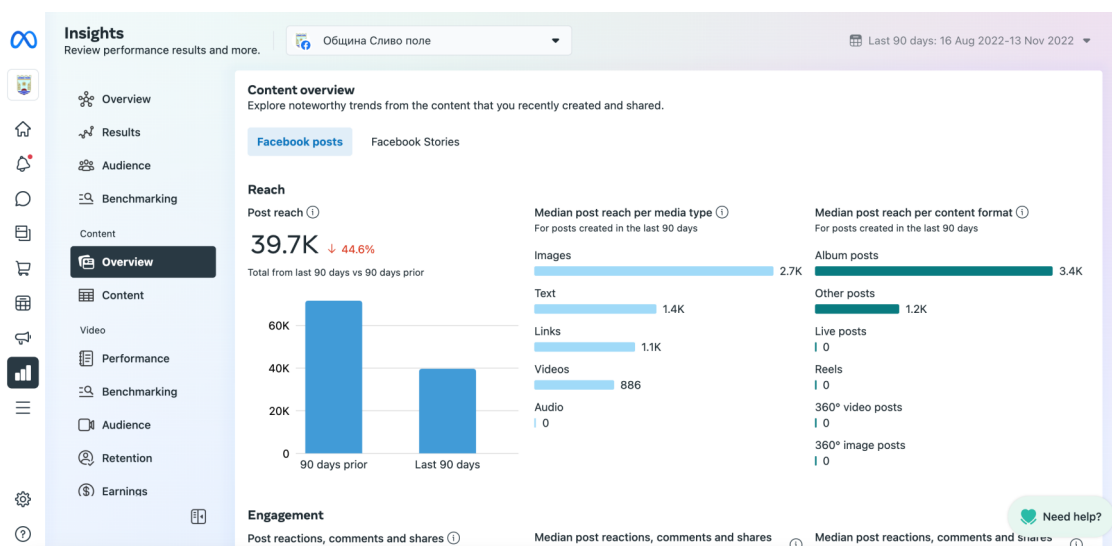 Insights
Review performance results and more.
Община Сливо поле
Last 90 days: 16 Aug 2022-13 Nov 2022
Overview
Results
Audience
Benchmarking
Content
Overview
Content
Video
Performance
Benchmarking
Audience
Retention
Earnings
Content overview
Explore noteworthy trends from the content that you recently created and shared.
Facebook posts
Facebook Stories
Reach
Post reach
39.7K ↓ 44.6%
Total from last 90 days vs 90 days prior
60K
40K
20K
0
90 days prior
Last 90 days
Median post reach per media type
For posts created in the last 90 days
Images
2.7K
Text
1.4K
Links
1.1K
Videos
886
Audio
0
Median post reach per content format
For posts created in the last 90 days
Album posts
3.4K
Other posts
1.2K
Live posts
0
Reels
0
360° video posts
0
360° image posts
0
Engagement
Post reactions, comments and shares
Median post reactions, comments and shares
Median post reactions, comments and shares
Need help?